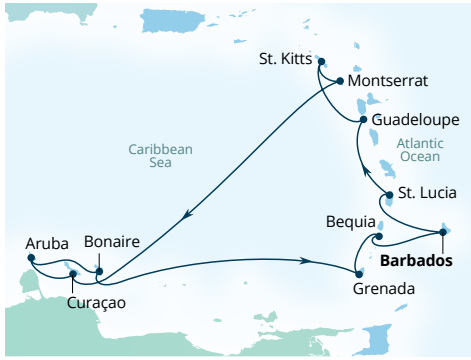 St. Kitts
Montserrat
Guadeloupe
Caribbean
Sea
Atlantic
Ocean
St. Lucia
Bequia
Barbados
Aruba
Bonaire
Curaçao
Grenada